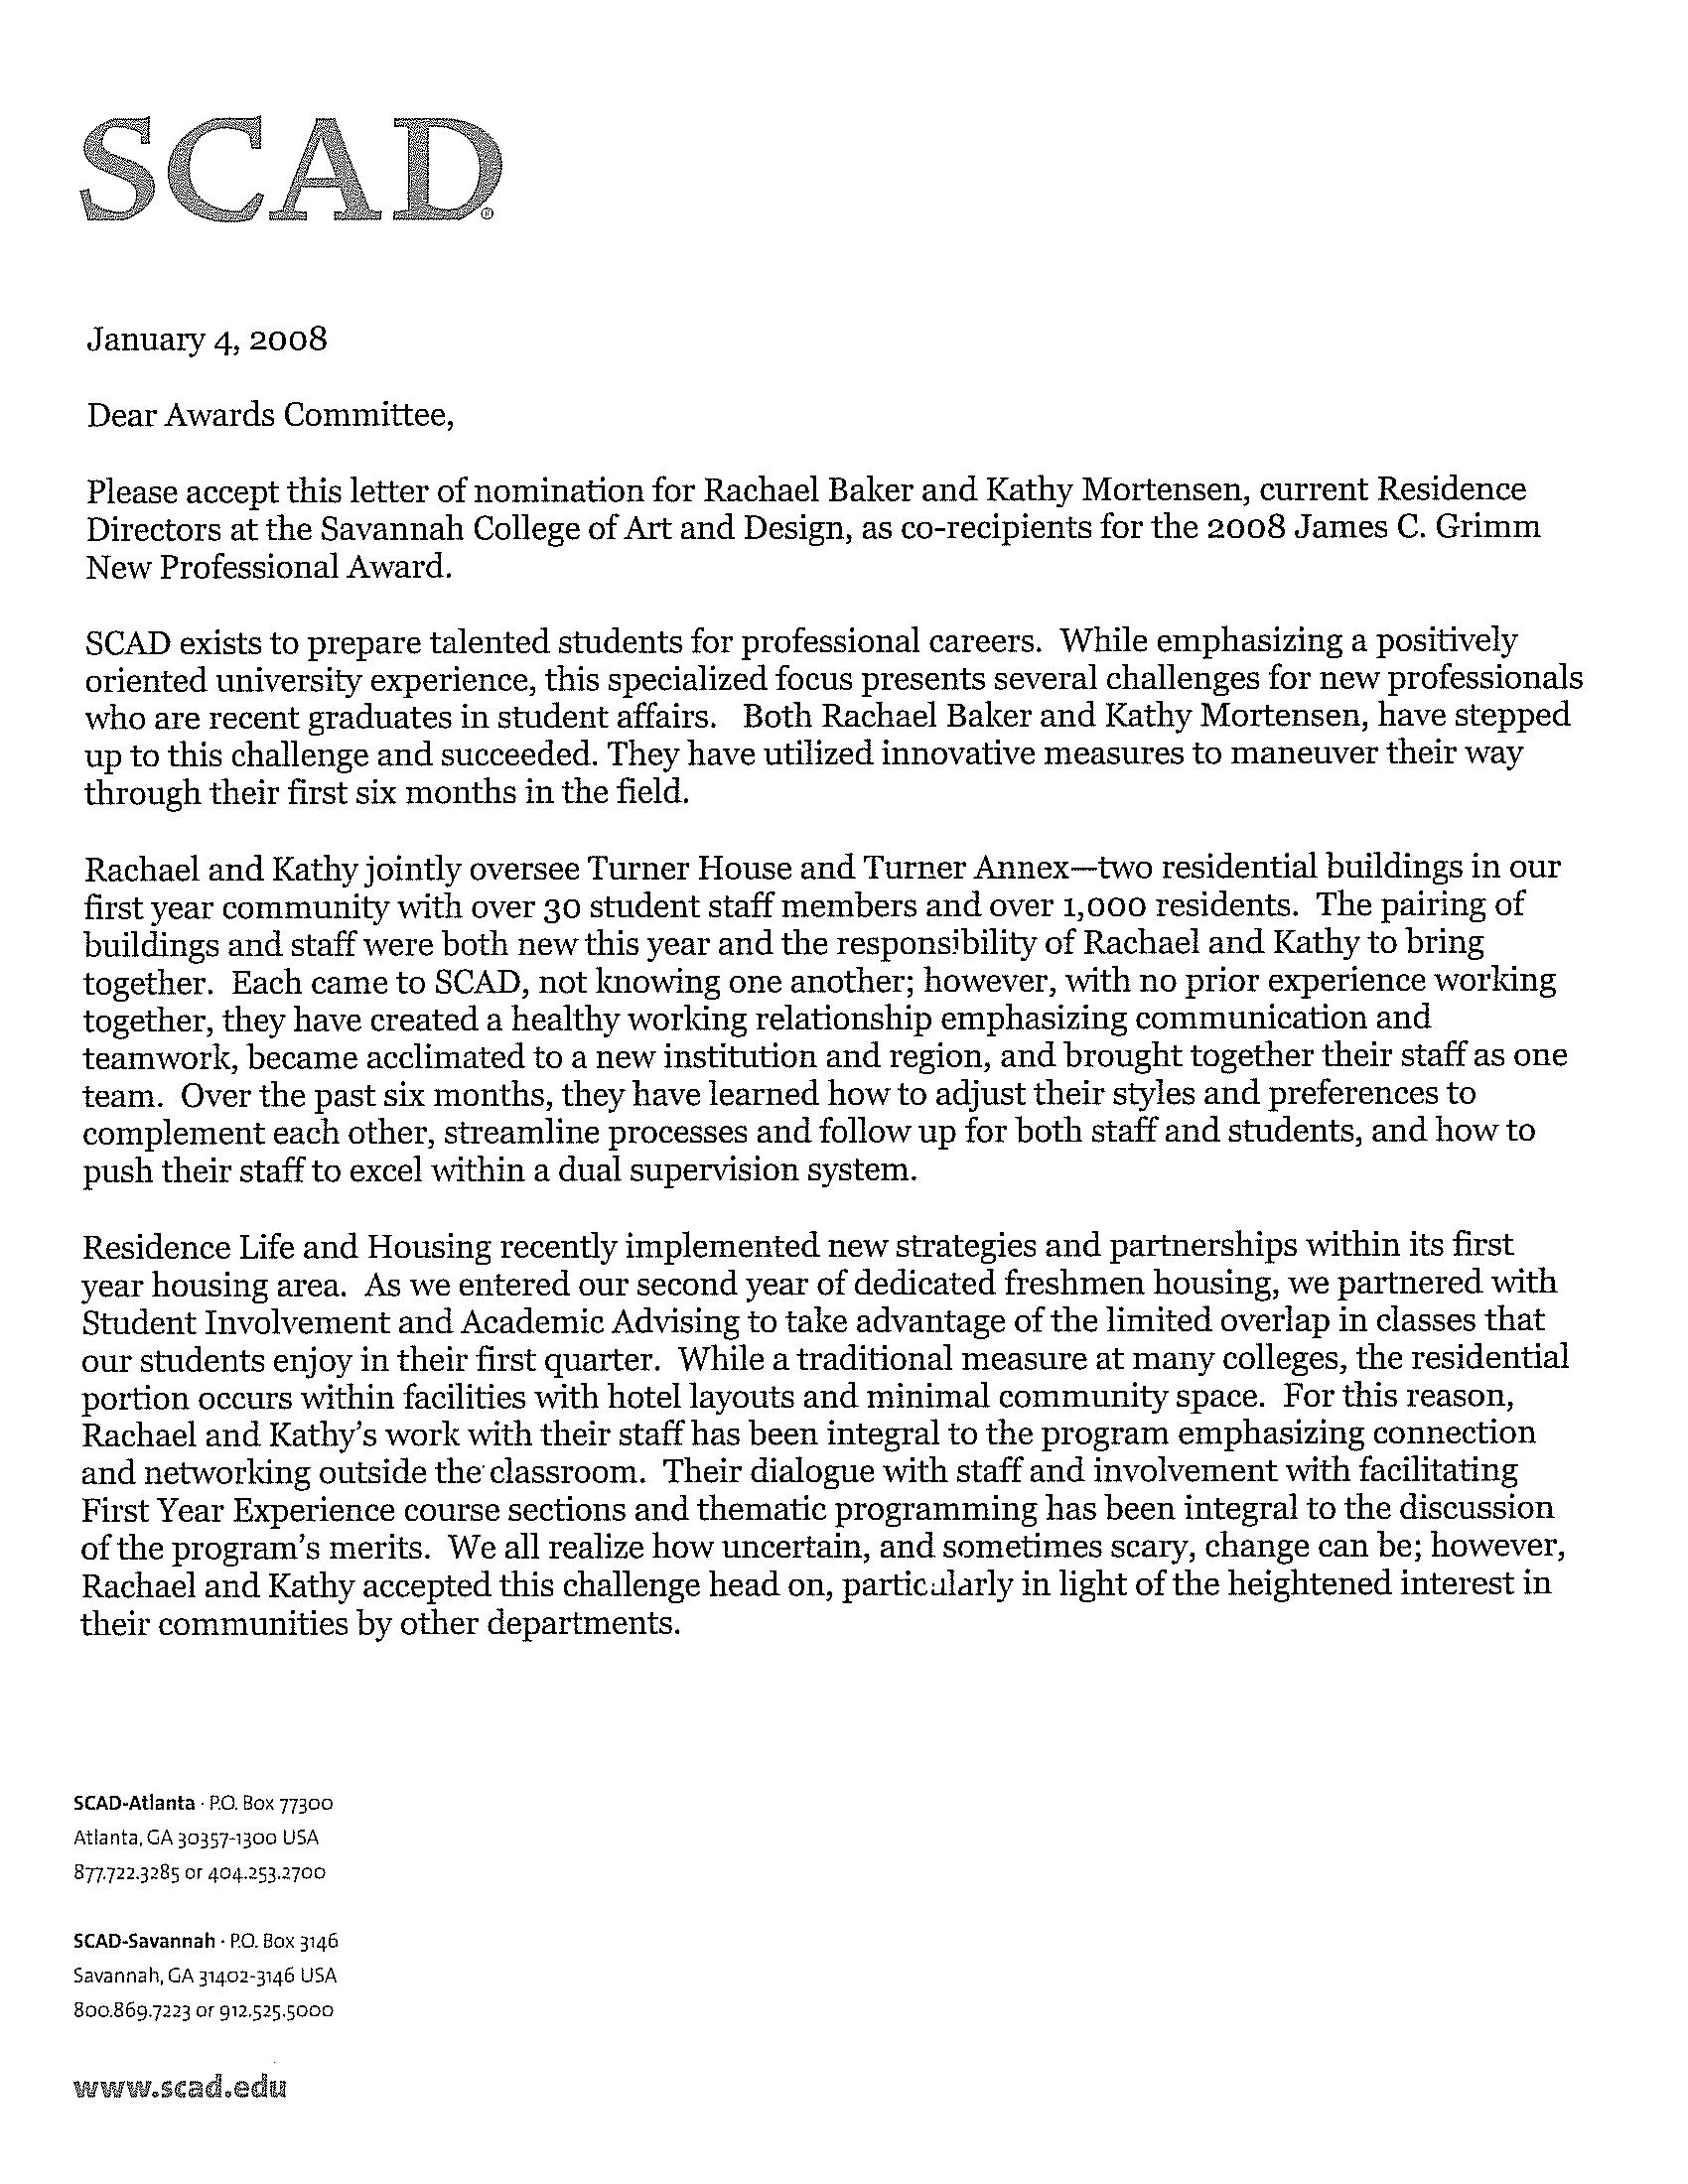 SCAD®
January 4, 2008
Dear Awards Committee,
Please accept this letter of nomination for Rachael Baker and Kathy Mortensen, current Residence
Directors at the Savannah College of Art and Design, as co-recipients for the 2008 James C. Grimm
New Professional Award.
SCAD exists to prepare talented students for professional careers.  While emphasizing a positively
oriented university experience, this specialized focus presents several challenges for new professionals
who are recent graduates in student affairs.   Both Rachael Baker and Kathy Mortensen, have stepped
up to this challenge and succeeded. They have utilized innovative measures to maneuver their way
through their first six months in the field.
Rachael and Kathy jointly oversee Turner House and Turner Annex—two residential buildings in our
first year community with over 30 student staff members and over 1,000 residents.  The pairing of
buildings and staff were both new this year and the responsibility of Rachael and Kathy to bring
together.  Each came to SCAD, not knowing one another; however, with no prior experience working
together, they have created a healthy working relationship emphasizing communication and
teamwork, became acclimated to a new institution and region, and brought together their staff as one
team.  Over the past six months, they have learned how to adjust their styles and preferences to
complement each other, streamline processes and follow up for both staff and students, and how to
push their staff to excel within a dual supervision system.
Residence Life and Housing recently implemented new strategies and partnerships within its first
year housing area.  As we entered our second year of dedicated freshmen housing, we partnered with
Student Involvement and Academic Advising to take advantage of the limited overlap in classes that
our students enjoy in their first quarter.  While a traditional measure at many colleges, the residential
portion occurs within facilities with hotel layouts and minimal community space.  For this reason,
Rachael and Kathy's work with their staff has been integral to the program emphasizing connection
and networking outside the classroom.  Their dialogue with staff and involvement with facilitating
First Year Experience course sections and thematic programming has been integral to the discussion
of the program's merits.  We all realize how uncertain, and sometimes scary, change can be; however,
Rachael and Kathy accepted this challenge head on, particularly in light of the heightened interest in
their communities by other departments.
SCAD-Atlanta · P.O. Box 77300
Atlanta, GA 30357-1300 USA
877.722.3285 or 404.253.2700
SCAD-Savannah · P.O. Box 3146
Savannah, GA 31402-3146 USA
800.869.7223 or 912.525.5000
www.scad.edu